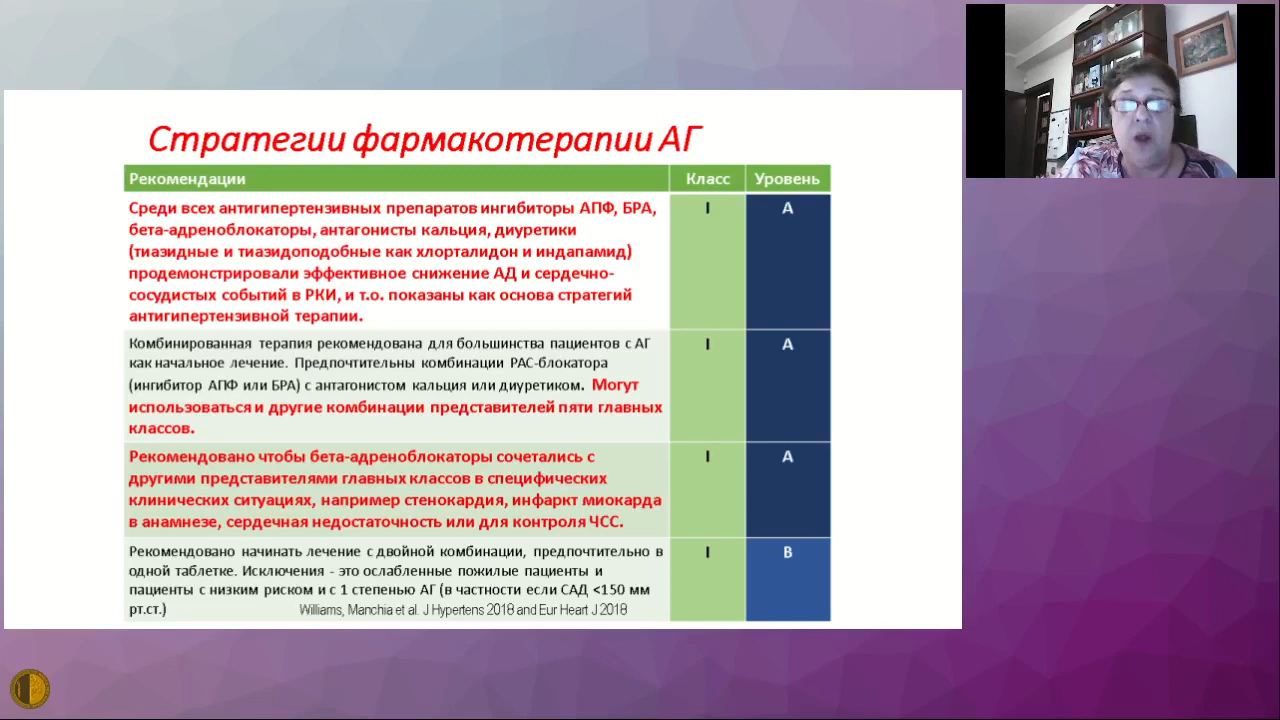 Стратегии фармакотерапии АГ
Рекомендации Класс Уровень
Среди всех антигипертензивных препаратов ингибиторы АПФ, БРА, I A
бета-адреноблокаторы, антагонисты кальция, диуретики
(тиазидные и тиазидоподобные как хлорталидон и индапамид)
продемонстрировали эффективное снижение АД и сердечно-
сосудистых событий в РКИ, и т.о. показаны как основа стратегий
антигипертензивной терапии.
Комбинированная терапия рекомендована для большинства пациентов с АГ I A
как начальное лечение. Предпочтительны комбинации РАС-блокатора
(ингибитор АПФ или БРА) с антагонистом кальция или диуретиком. Могут
использоваться и другие комбинации представителей пяти главных
классов.
Рекомендовано чтобы бета-адреноблокаторы сочетались с I A
другими представителями главных классов в специфических
клинических ситуациях, например стенокардия, инфаркт миокарда
в анамнезе, сердечная недостаточность или для контроля ЧСС.
Рекомендовано начинать лечение с двойной комбинации, предпочтительно в I B
одной таблетке. Исключения - это ослабленные пожилые пациенты и
пациенты с низким риском и с 1 степенью АГ (в частности если САД <150 мм
рт.ст.) Williams, Manchia et al. J Hypertens 2018 and Eur Heart J 2018